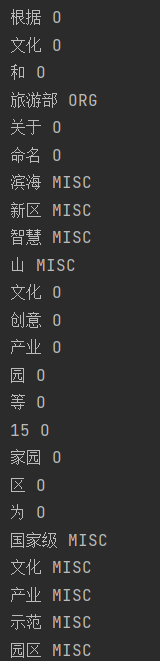 根据 O
文化 O
和 O
旅游部 ORG
关于 O
命名 O
滨海 MISC
新区 MISC
智慧 MISC
山 MISC
文化 O
创意 O
产业 O
园 O
等 O
15 O
家园 O
区 O
为 O
国家级 MISC
文化 MISC
产业 MISC
示范 MISC
园区 MISC